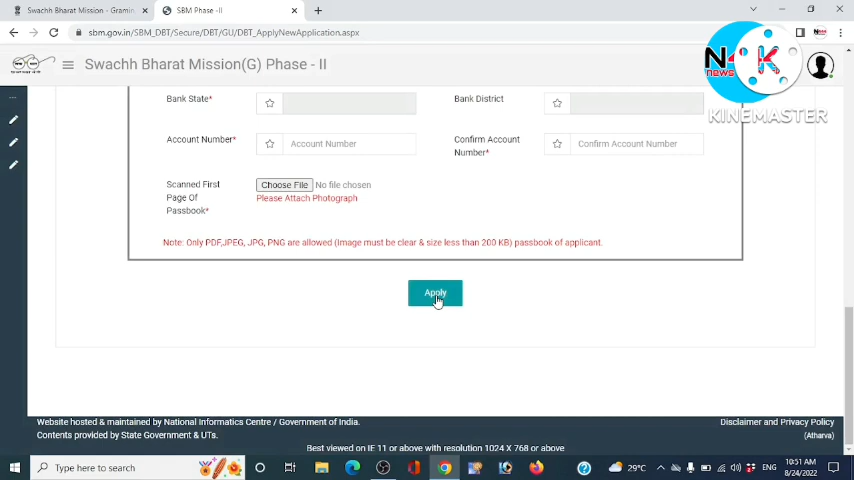 Swachh Bharat Mission - Gramin
SBM Phase -II
sbm.gov.in/SBM_DBT/Secure/DBT/GU/DBT_ApplyNewApplication.aspx
Swachh Bharat Mission(G) Phase - II
NK
news
K
KINEMASTER
Bank State*
Bank District
Account Number*
Account Number
Confirm Account
Number*
Confirm Account Number
Scanned First
Page Of
Passbook*
Choose File No file chosen
Please Attach Photograph
Note: Only PDF,JPEG, JPG, PNG are allowed (Image must be clear & size less than 200 KB) passbook of applicant.
Apply
Website hosted & maintained by National Informatics Centre / Government of India.
Contents provided by State Government & UTs.
Disclaimer and Privacy Policy
(Atharva)
Best viewed on IE 11 or above with resolution 1024 X 768 or above
Type here to search
29°C
ENG
10:51 AM
8/24/2022